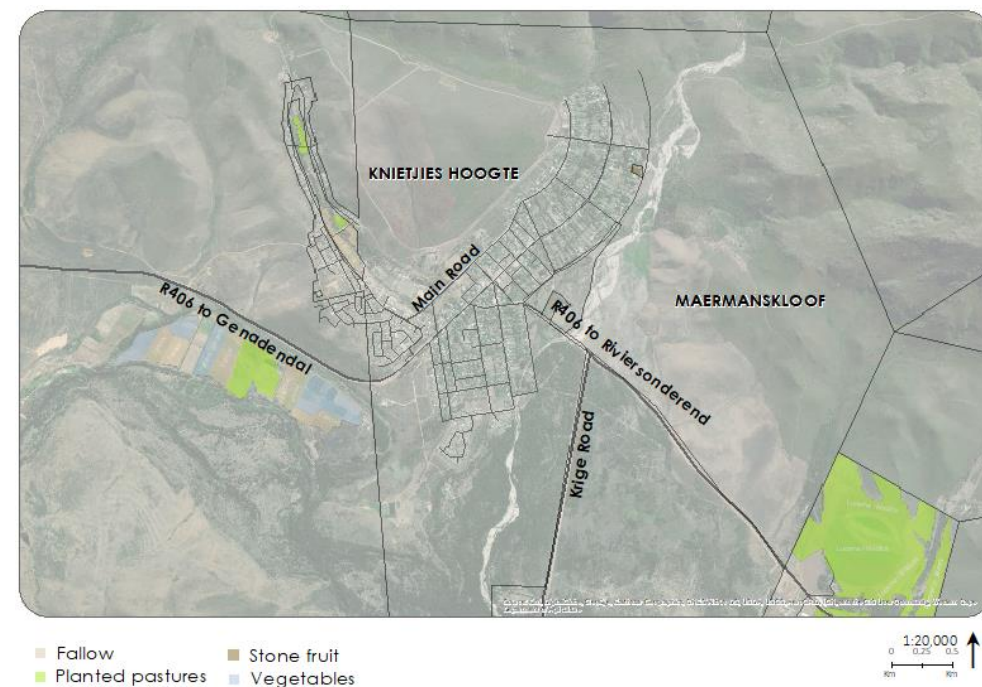 KNIETJIES HOOGTE
Main Road
MAERMANSKLOOF
R406 to Genadendal
R406 to Riviersonderend
Krige Road
Fallow
Planted pastures
Stone fruit
Vegetables
1:20,000
0 0,25 0,5
Km Km